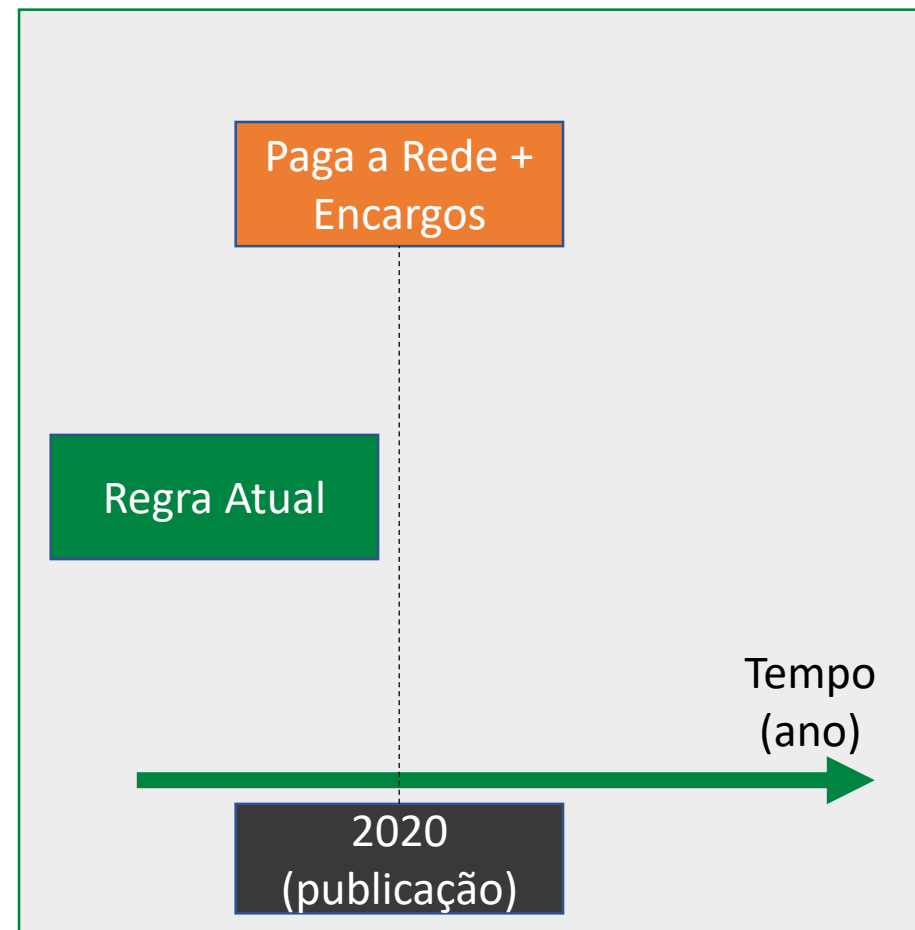 Paga a Rede +
Encargos
Regra Atual
Tempo
(ano)
2020
(publicação)